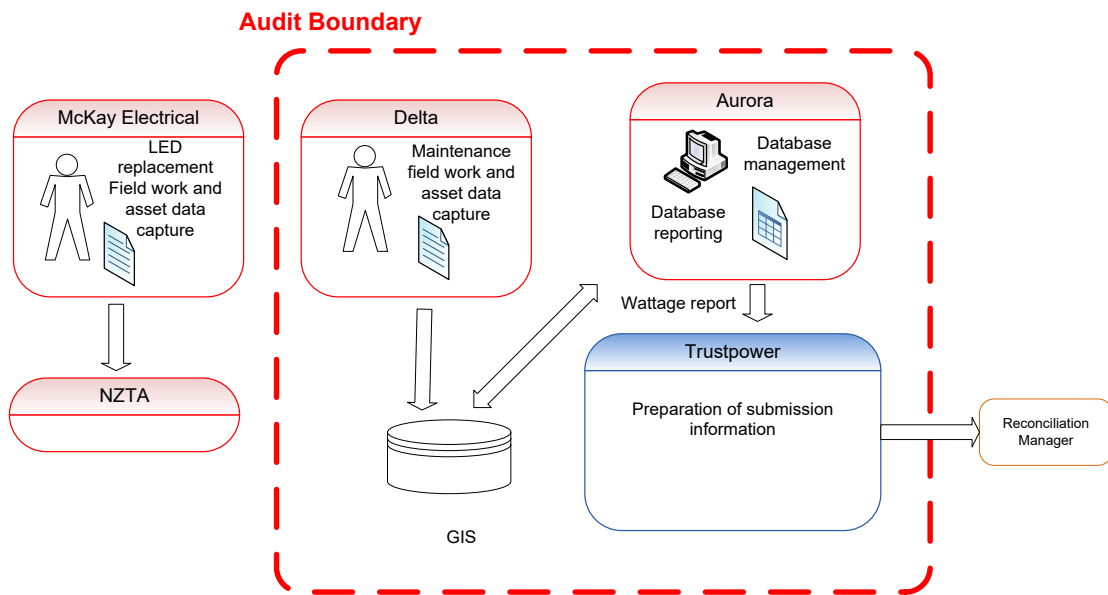 Audit Boundary
McKay Electrical
LED
replacement
Field work and
asset data
capture
NZTA
Delta
Maintenance
field work and
asset data
capture
GIS
Aurora
Database
management
Database
reporting
Wattage report
Trustpower
Preparation of submission
information
Reconciliation
Manager